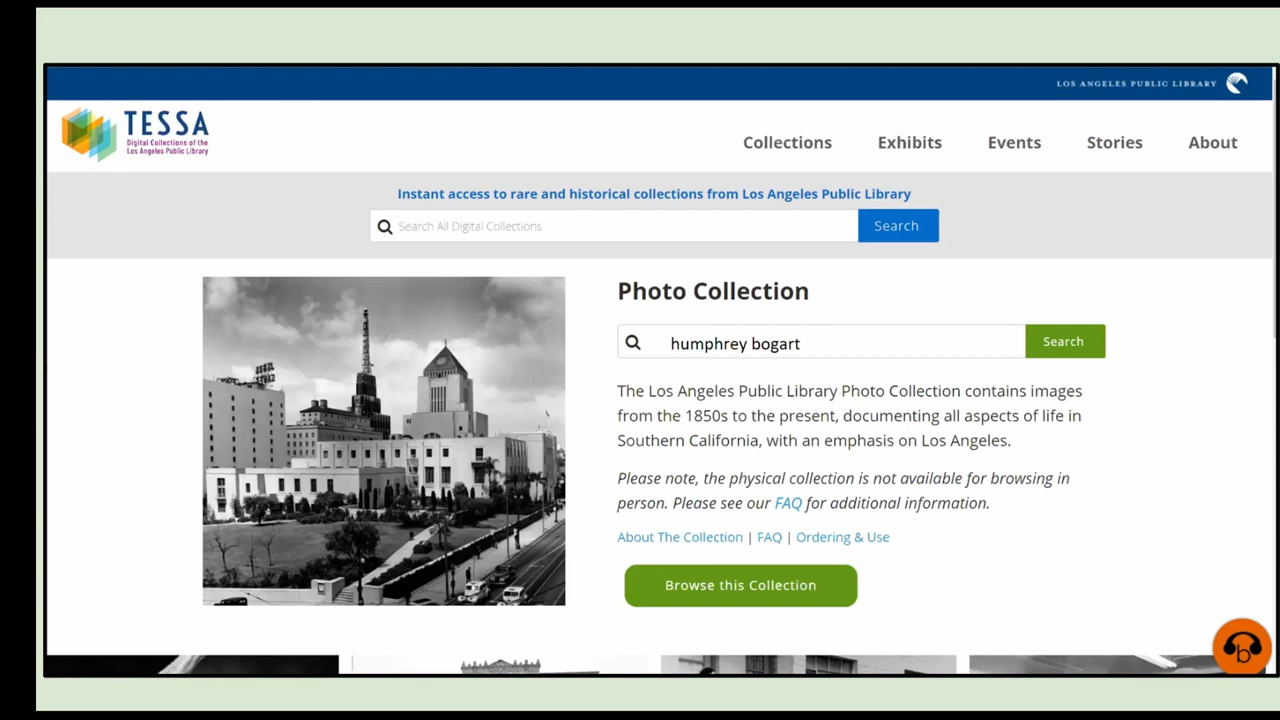 LOS ANGELES PUBLIC LIBRARY
TESSA
Digital Collections of the
Los Angeles Public Library
Collections
Exhibits
Events
Stories
About
Instant access to rare and historical collections from Los Angeles Public Library
Search All Digital Collections
Search
Photo Collection
humphrey bogart
Search
The Los Angeles Public Library Photo Collection contains images
from the 1850s to the present, documenting all aspects of life in
Southern California, with an emphasis on Los Angeles.
Please note, the physical collection is not available for browsing in
person. Please see our FAQ for additional information.
About The Collection | FAQ | Ordering & Use
Browse this Collection
b